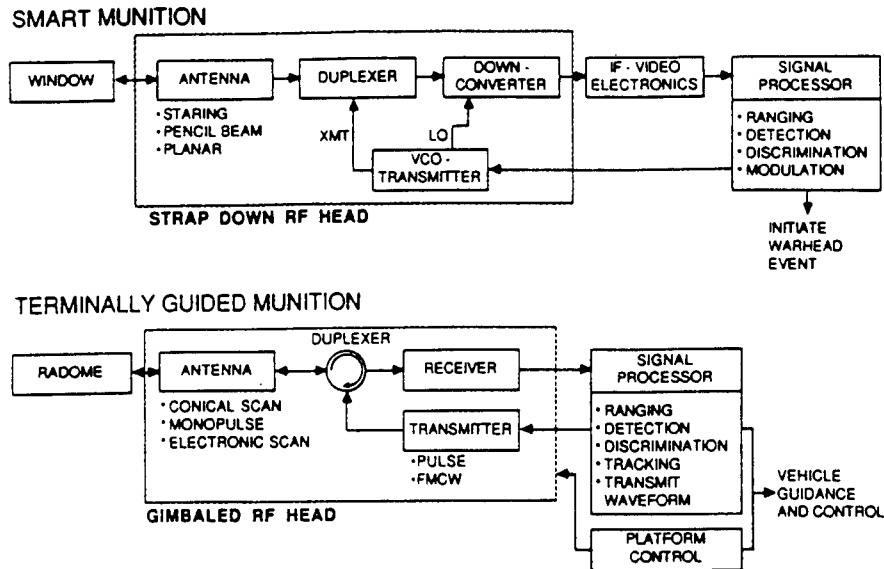 SMART MUNITION
WINDOW
ANTENNA
• STARING
• PENCIL BEAM
• PLANAR
DUPLEXER
DOWN-
CONVERTER
XMT
LO
VCO-
TRANSMITTER
STRAP DOWN RF HEAD
IF-VIDEO
ELECTRONICS
SIGNAL
PROCESSOR
• RANGING
• DETECTION
• DISCRIMINATION
• MODULATION
INITIATE
WARHEAD
EVENT
TERMINALLY GUIDED MUNITION
RADOME
ANTENNA
• CONICAL SCAN
• MONOPULSE
• ELECTRONIC SCAN
DUPLEXER
RECEIVER
TRANSMITTER
• PULSE
• FMCW
GIMBALED RF HEAD
SIGNAL
PROCESSOR
• RANGING
• DETECTION
• DISCRIMINATION
• TRACKING
• TRANSMIT
WAVEFORM
PLATFORM
CONTROL
VEHICLE
GUIDANCE
AND CONTROL